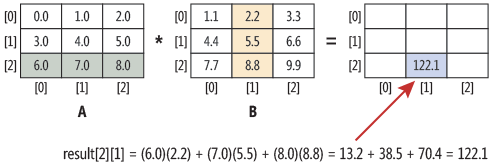 [0] 0.0 1.0 2.0 [0] 1.1 2.2 3.3 [0]
[1] 3.0 4.0 5.0 * [1] 4.4 5.5 6.6 = [1]
[2] 6.0 7.0 8.0 [2] 7.7 8.8 9.9 [2] 122.1
[0] [1] [2] [0] [1] [2] [0] [1] [2]
A B
result[2][1] = (6.0)(2.2) + (7.0)(5.5) + (8.0)(8.8) = 13.2 + 38.5 + 70.4 = 122.1